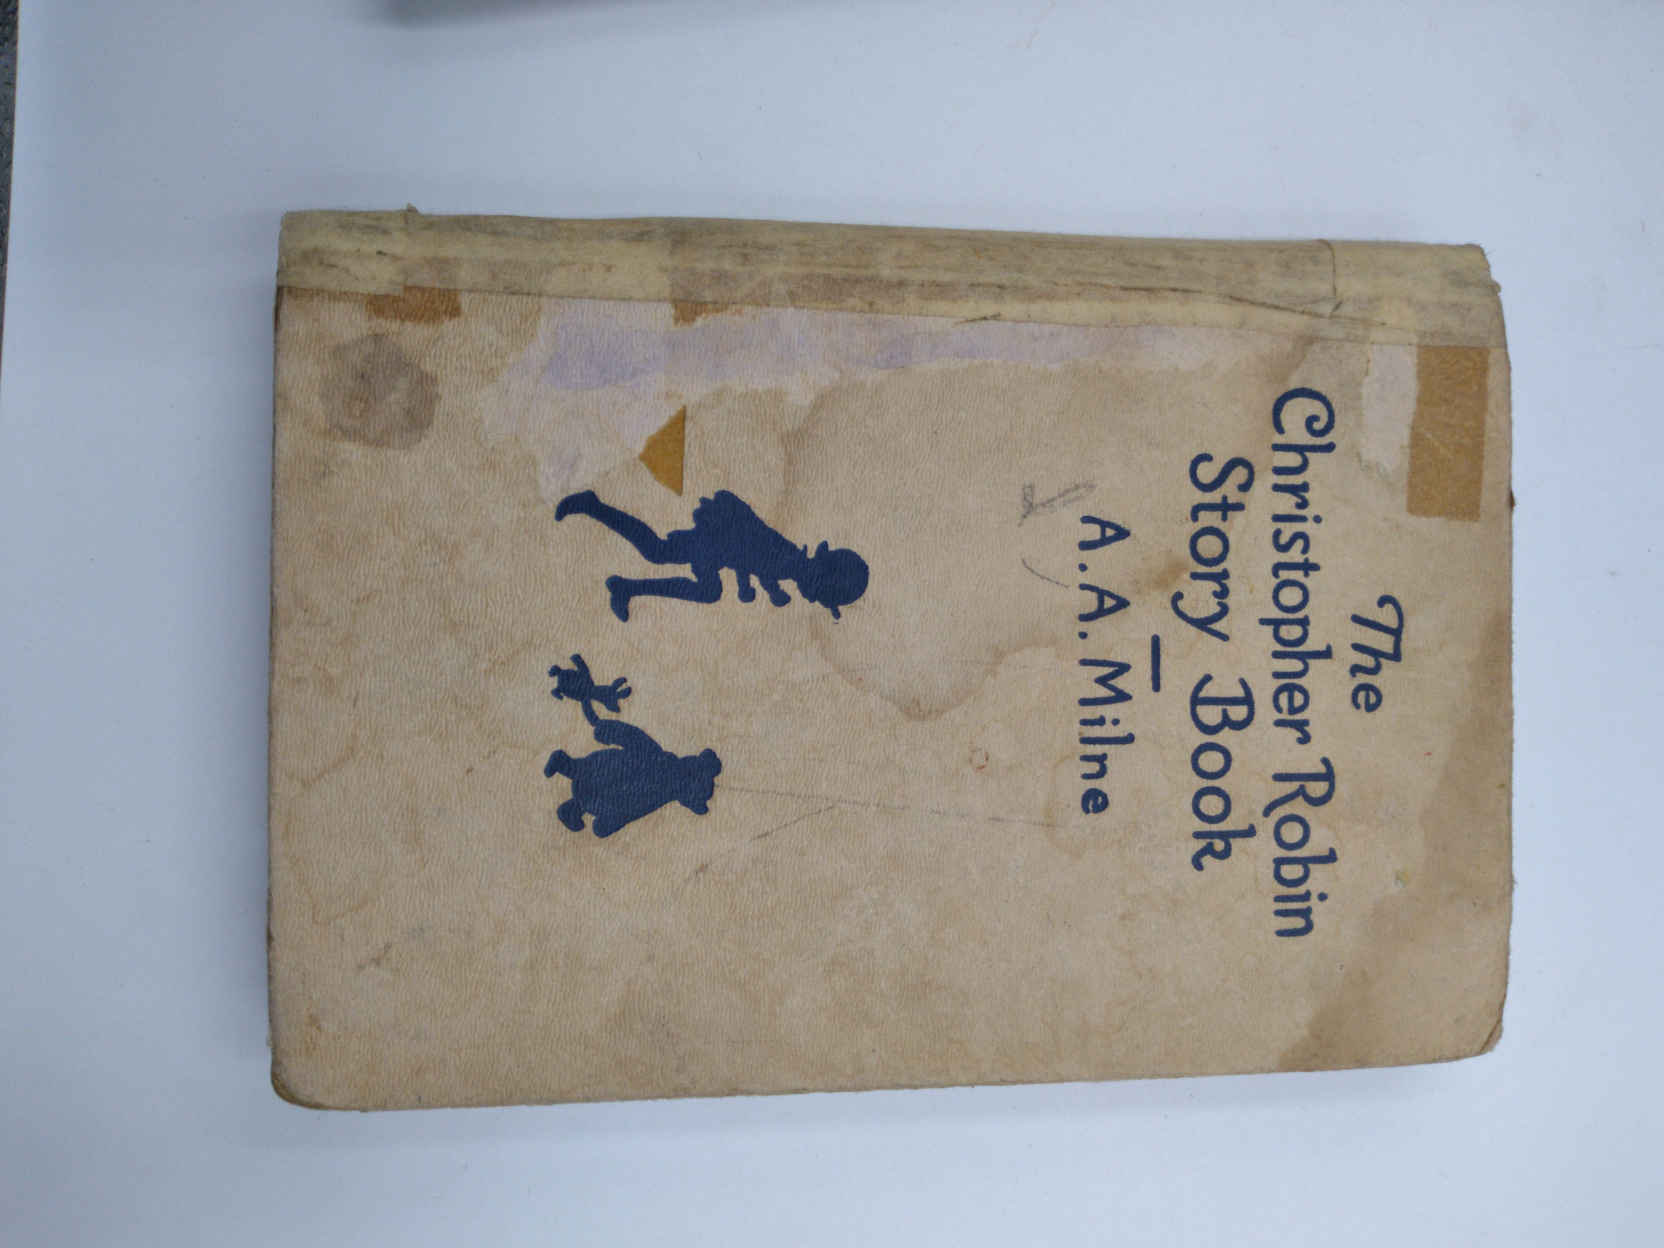 The
Christopher Robin
Story Book
A. A. Milne